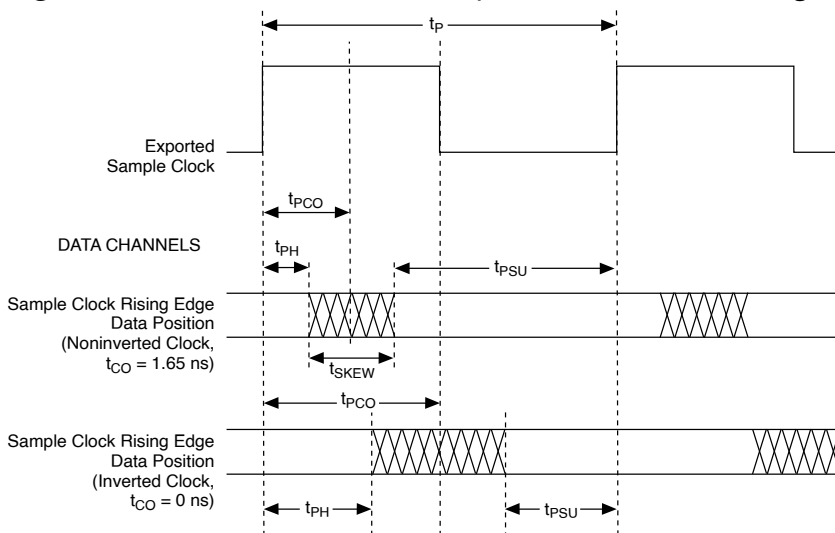 tP
Exported
Sample Clock
tPCO
DATA CHANNELS
tPH
tPSU
Sample Clock Rising Edge
Data Position
(Noninverted Clock,
tCO = 1.65 ns)
tSKEW
tPCO
Sample Clock Rising Edge
Data Position
(Inverted Clock,
tCO = 0 ns)
tPH
tPSU